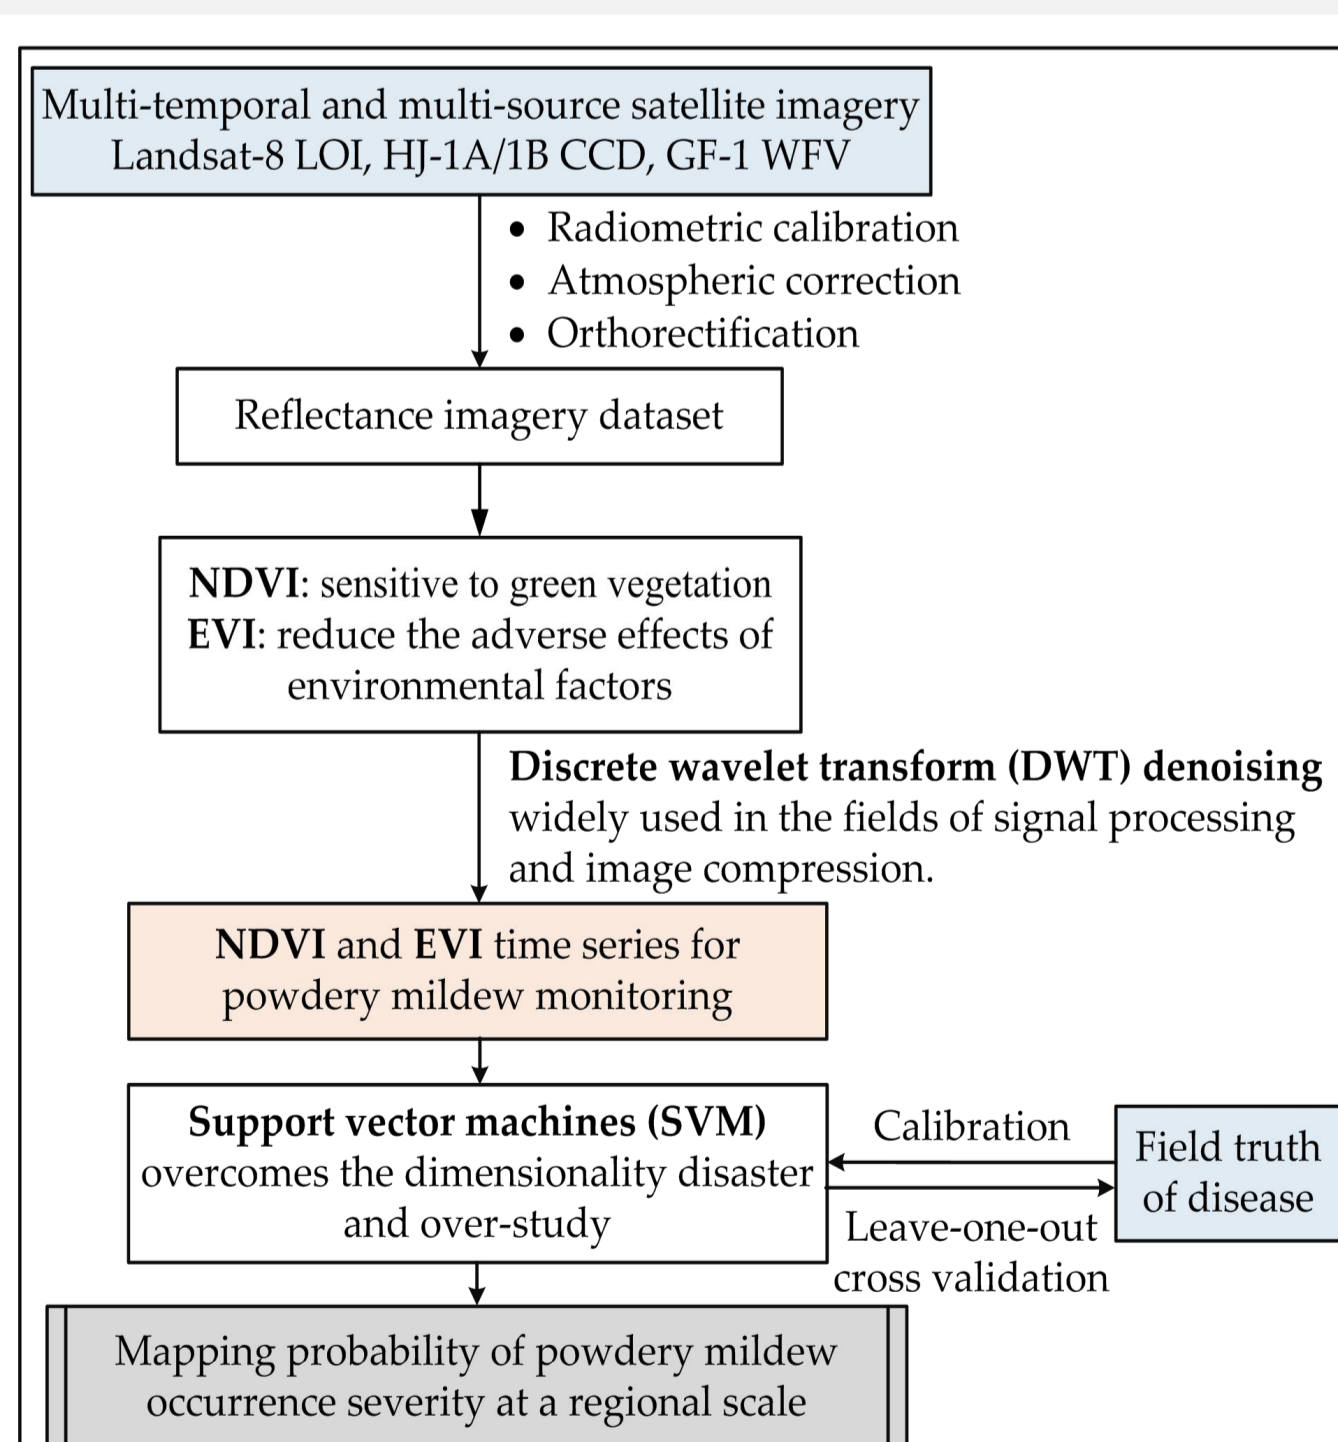 Multi-temporal and multi-source satellite imagery
Landsat-8 LOI, HJ-1A/1B CCD, GF-1 WFV
• Radiometric calibration
• Atmospheric correction
• Orthorectification
Reflectance imagery dataset
NDVI: sensitive to green vegetation
EVI: reduce the adverse effects of
environmental factors
Discrete wavelet transform (DWT) denoising
widely used in the fields of signal processing
and image compression.
NDVI and EVI time series for
powdery mildew monitoring
Support vector machines (SVM)
overcomes the dimensionality disaster
and over-study
Calibration
Leave-one-out
cross validation
Field truth
of disease
Mapping probability of powdery mildew
occurrence severity at a regional scale